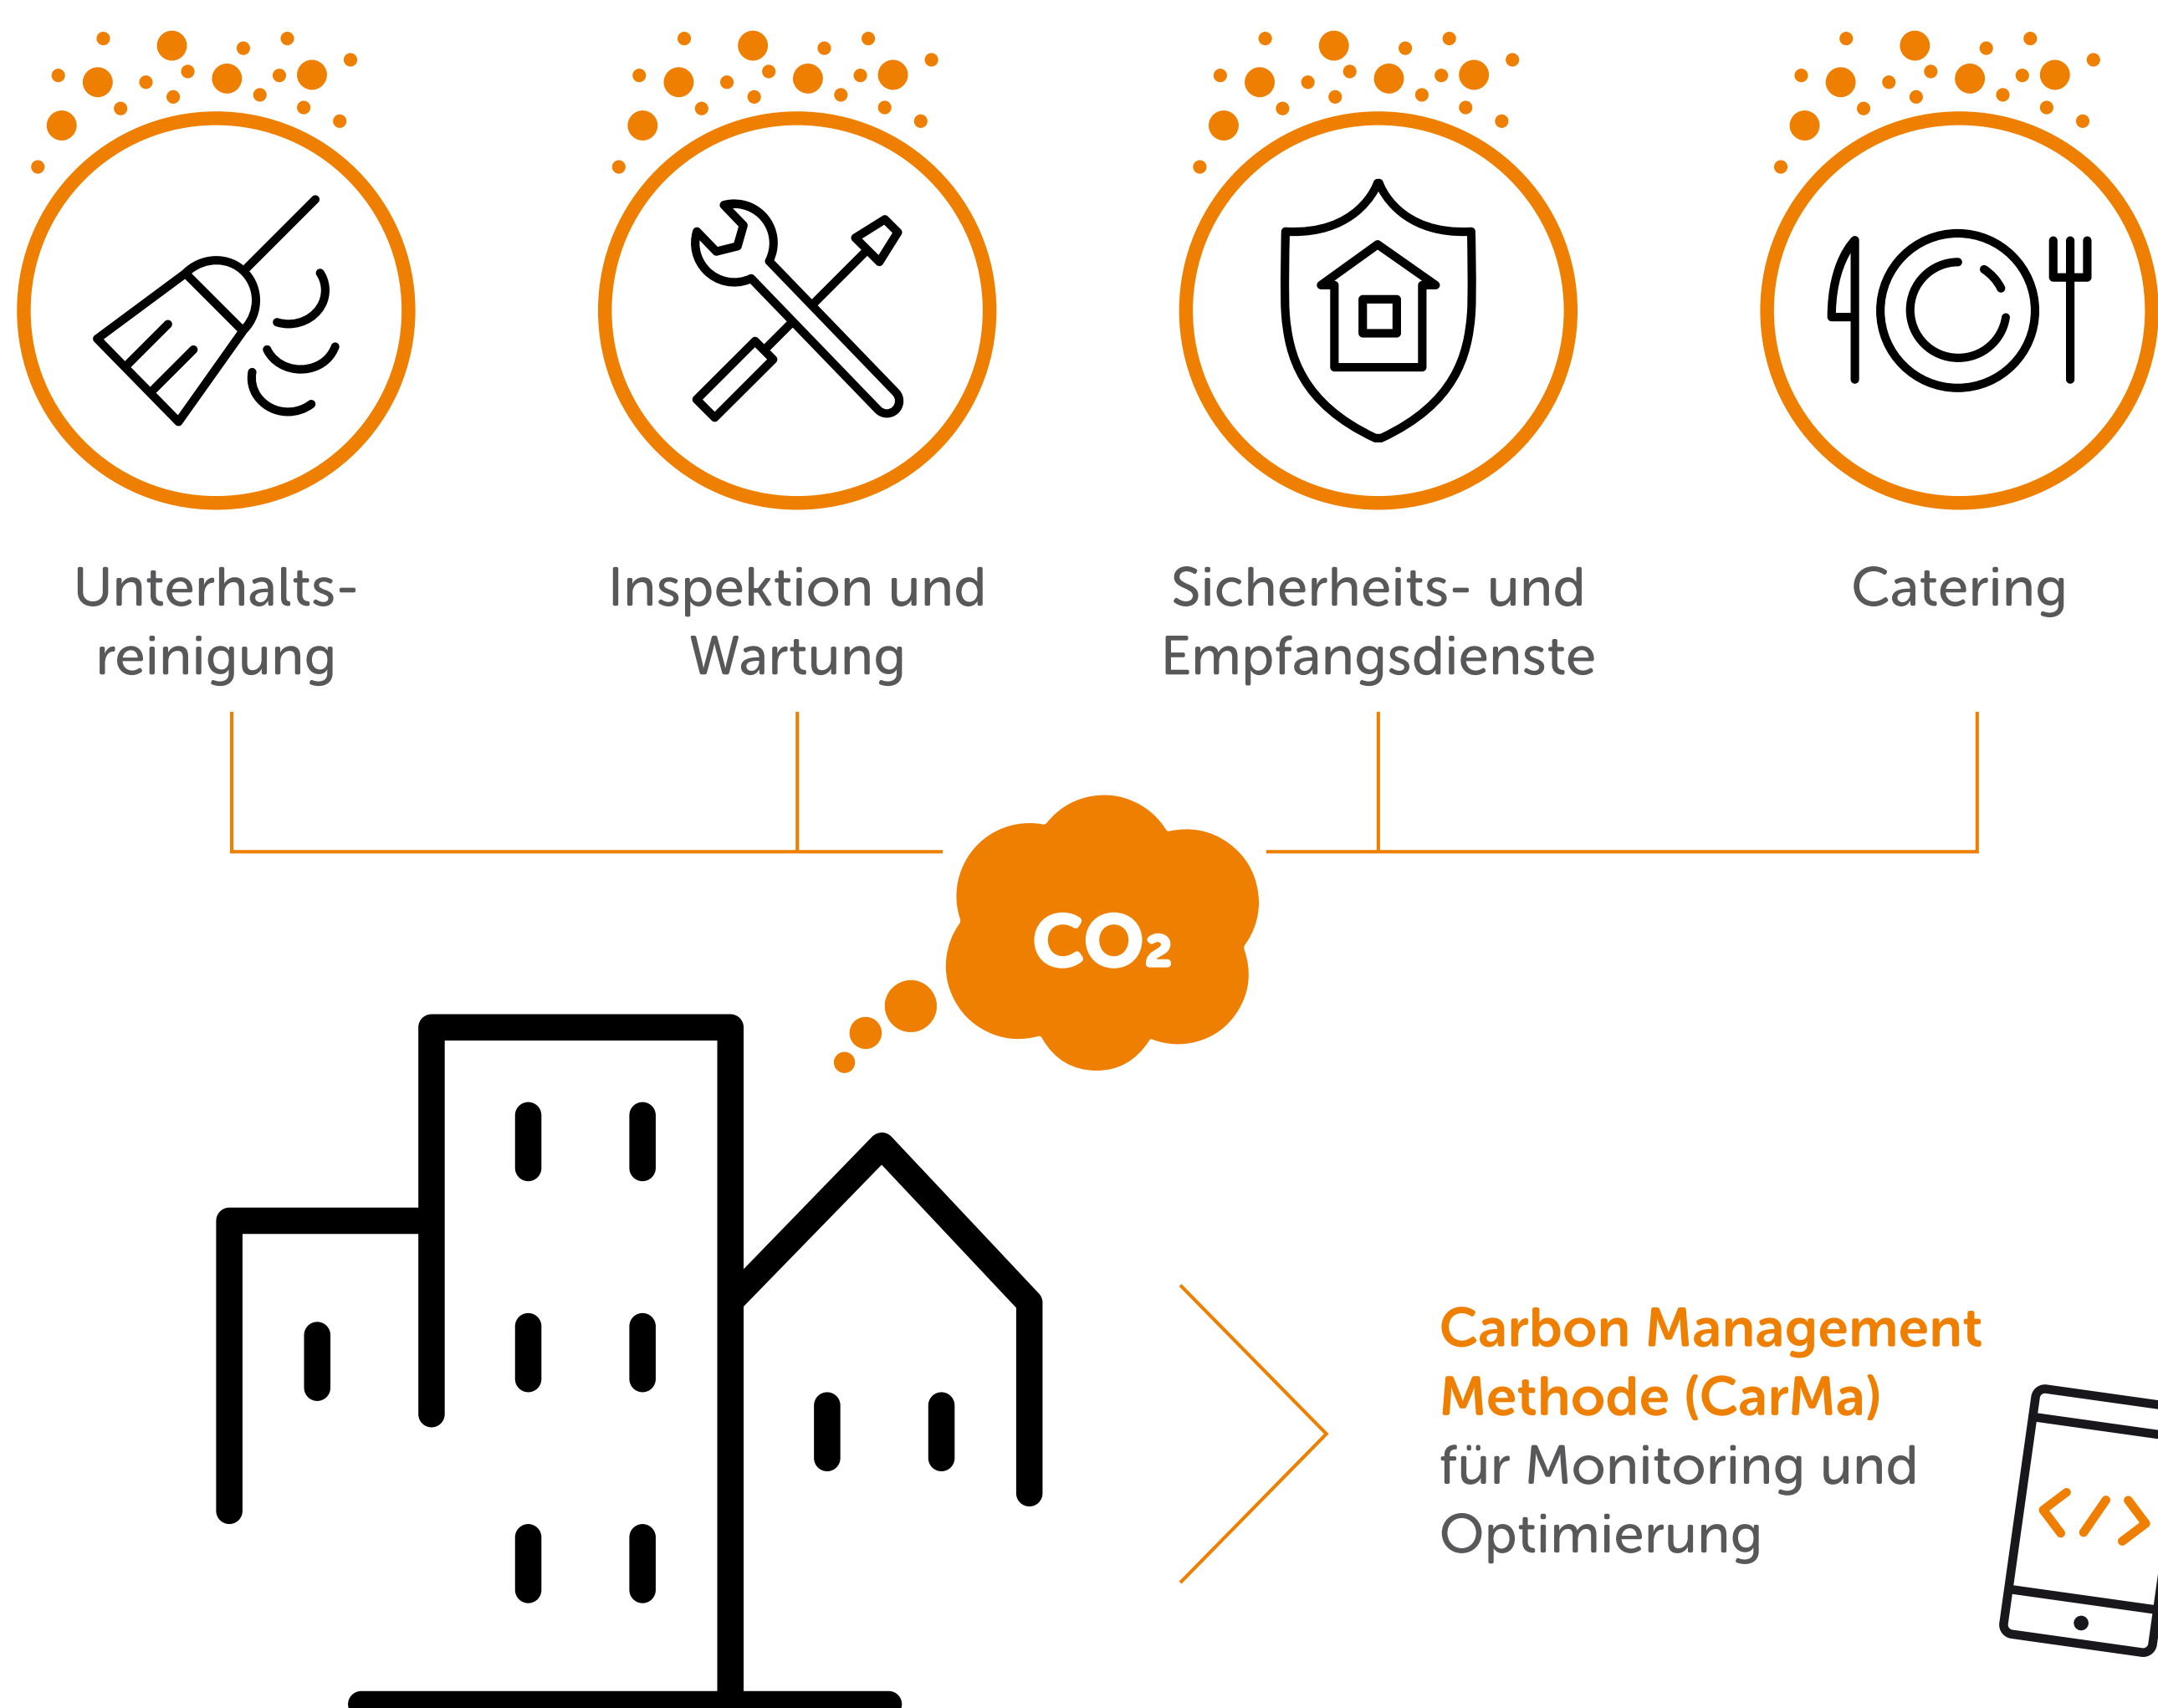 Unterhalts-
reinigung
Inspektion und
Wartung
Sicherheits- und
Empfangsdienste
Catering
CO₂
Carbon Management
Methode (CarMa)
für Monitoring und
Optimierung